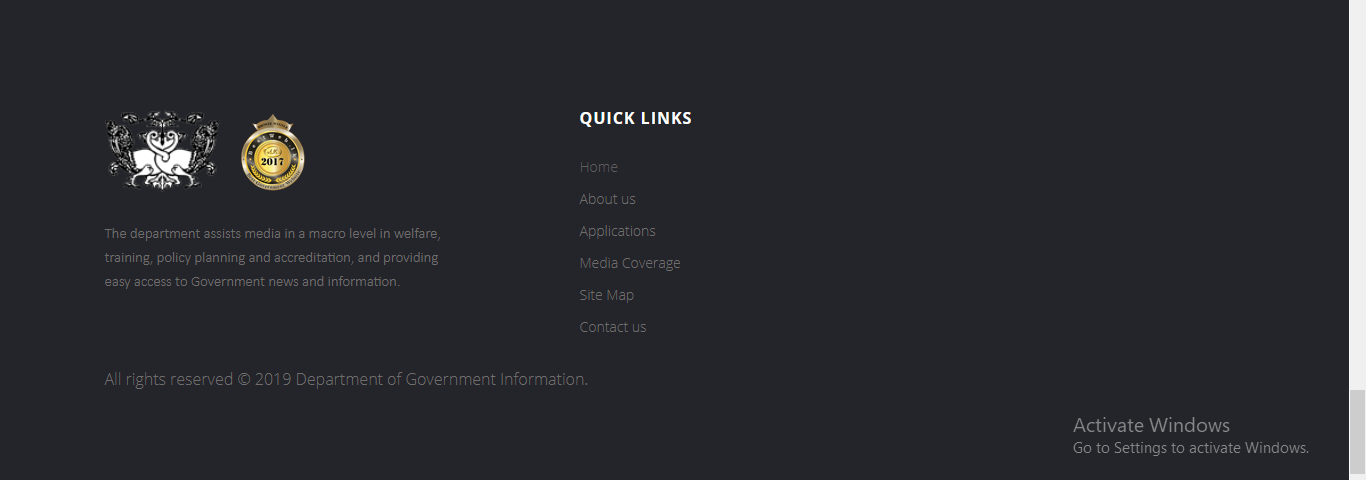 2017
The department assists media in a macro level in welfare,
training, policy planning and accreditation, and providing
easy access to Government news and information.
QUICK LINKS
Home
About us
Applications
Media Coverage
Site Map
Contact us
All rights reserved © 2019 Department of Government Information.
Activate Windows
Go to Settings to activate Windows.